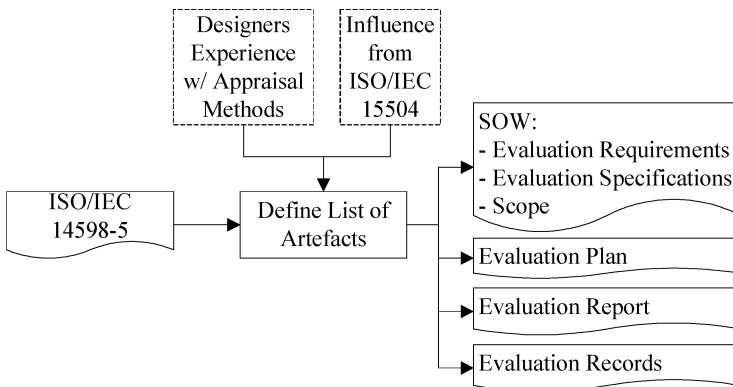 Designers
Experience
w/ Appraisal
Methods
Influence
from
ISO/IEC
15504
ISO/IEC
14598-5
Define List of
Artefacts
SOW:
- Evaluation Requirements
- Evaluation Specifications
- Scope
Evaluation Plan
Evaluation Report
Evaluation Records